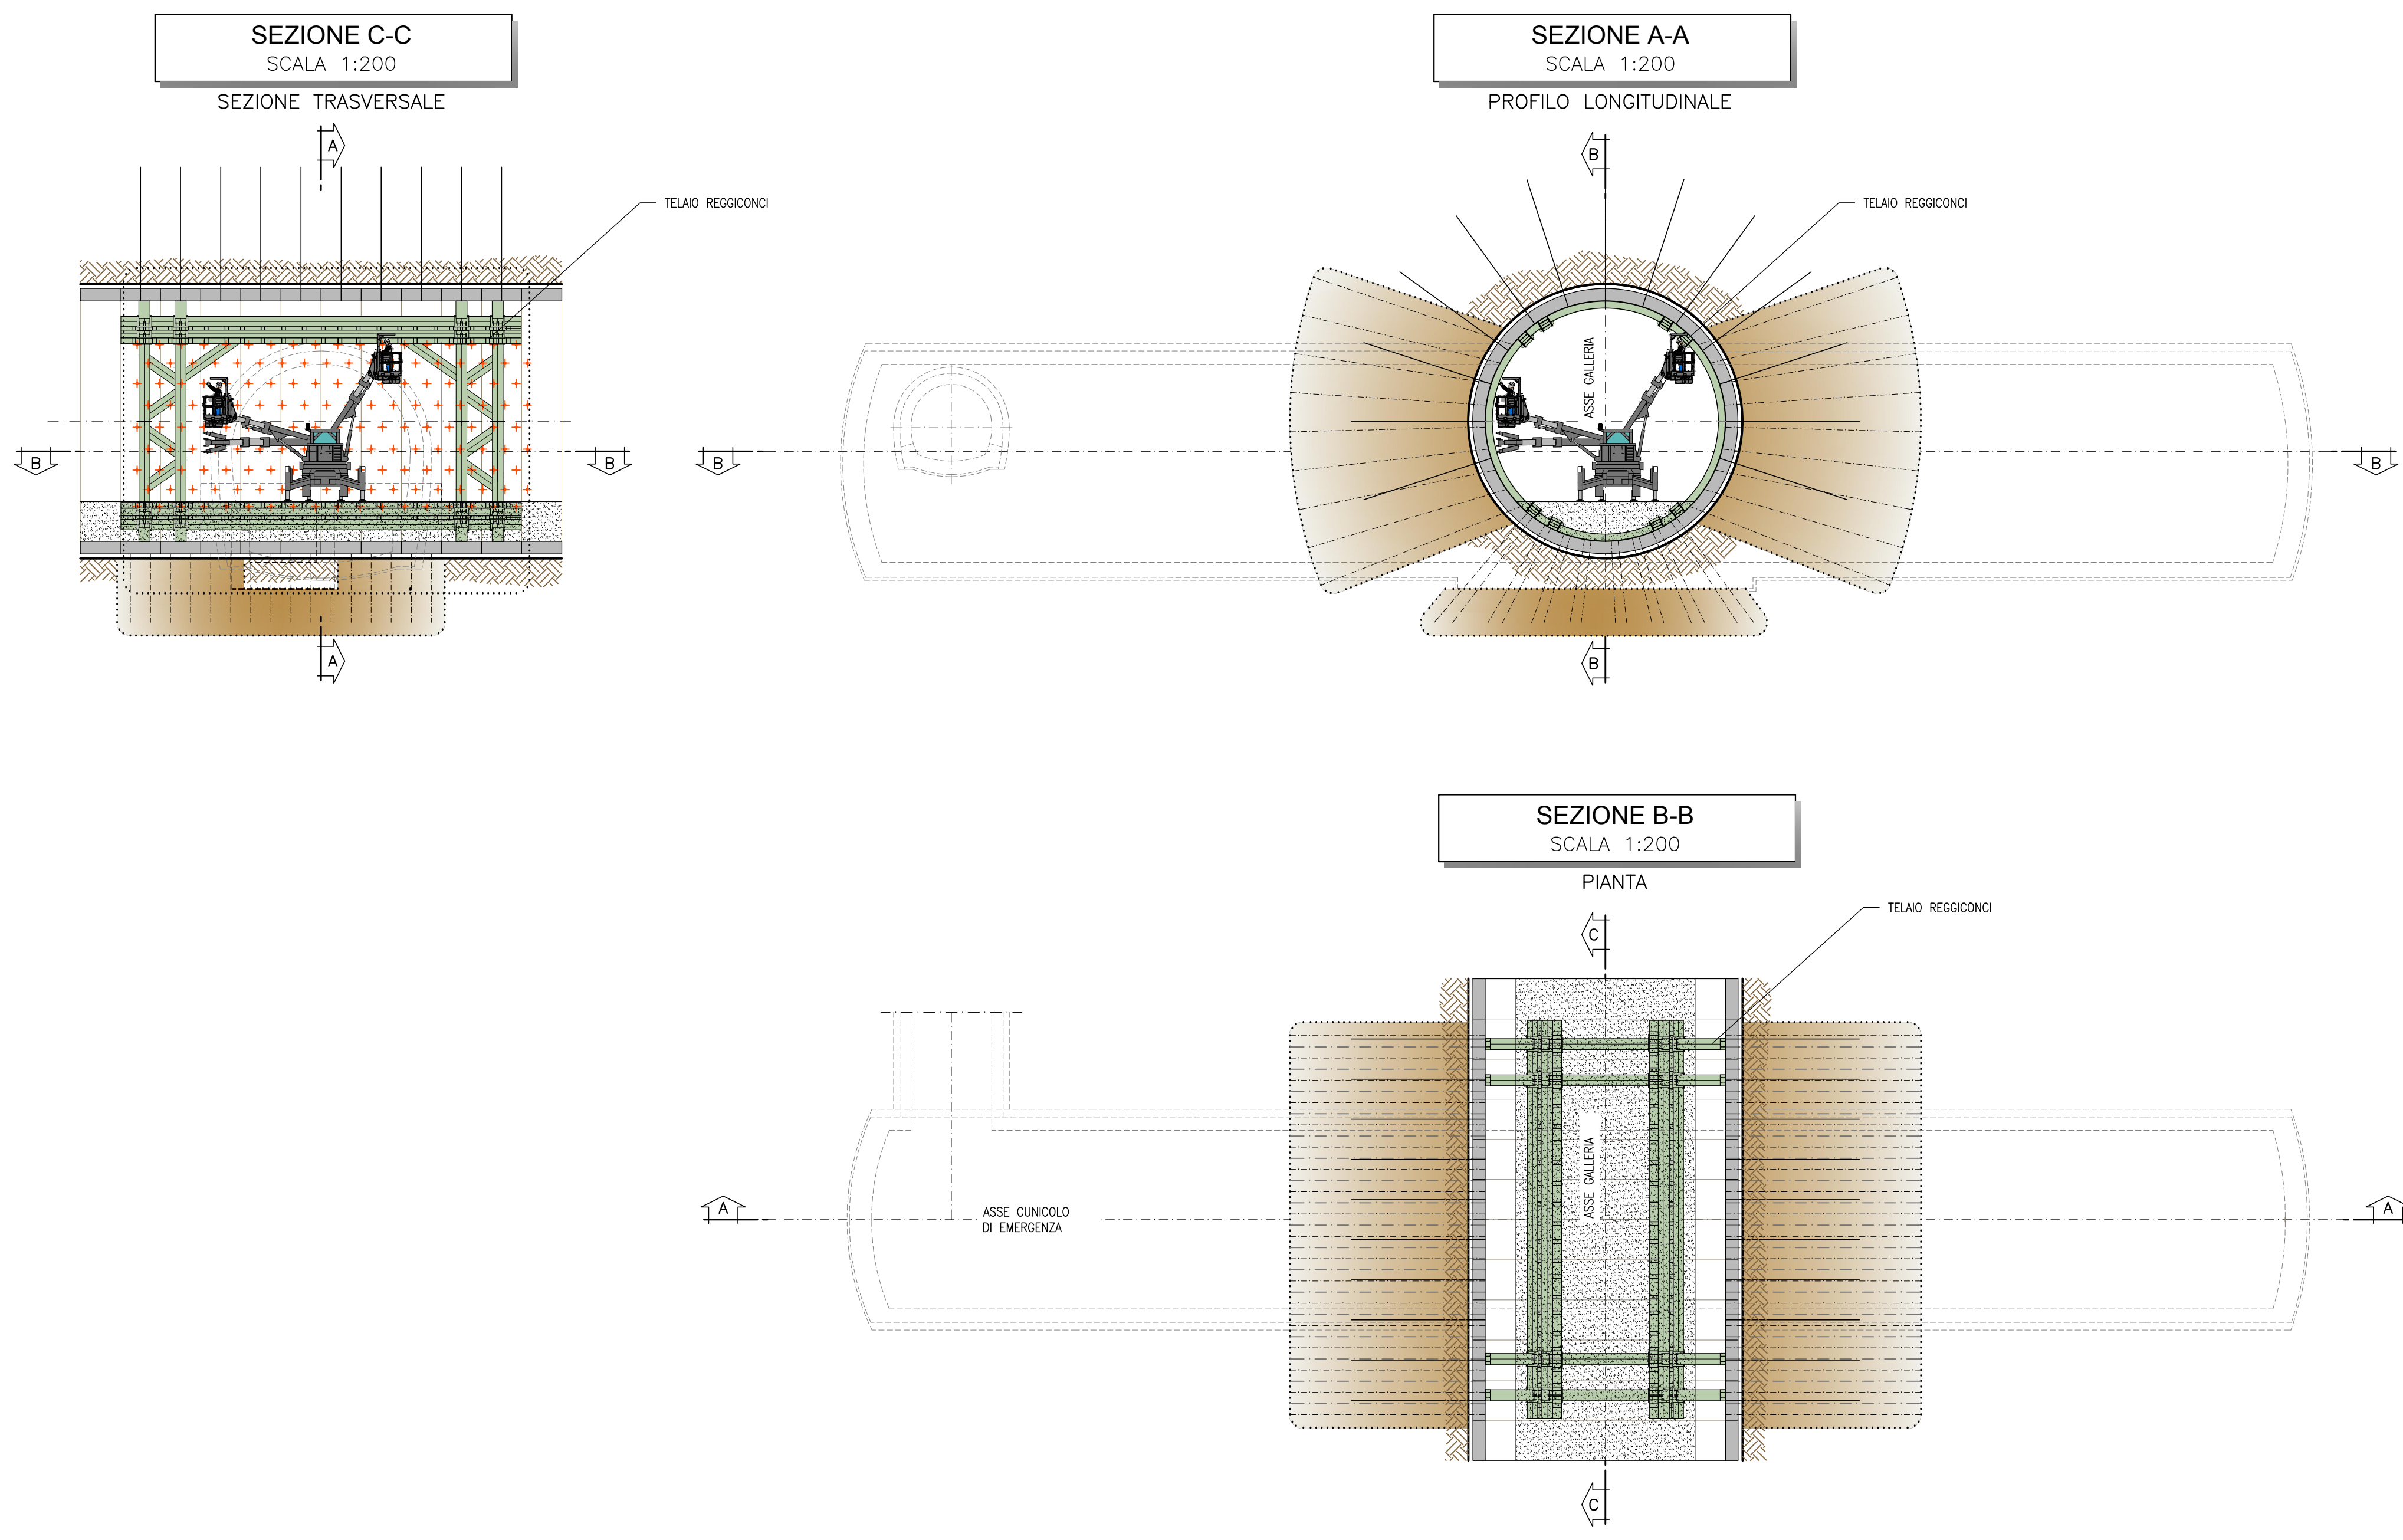 SEZIONE C-C
SCALA 1:200
SEZIONE TRASVERSALE
A
TELAIO REGGICONCI
B
B
A
SEZIONE A-A
SCALA 1:200
PROFILO LONGITUDINALE
B
TELAIO REGGICONCI
ASSE GALLERIA
B
B
B
SEZIONE B-B
SCALA 1:200
PIANTA
C
TELAIO REGGICONCI
ASSE GALLERIA
A
ASSE CUNICOLO
DI EMERGENZA
A
C